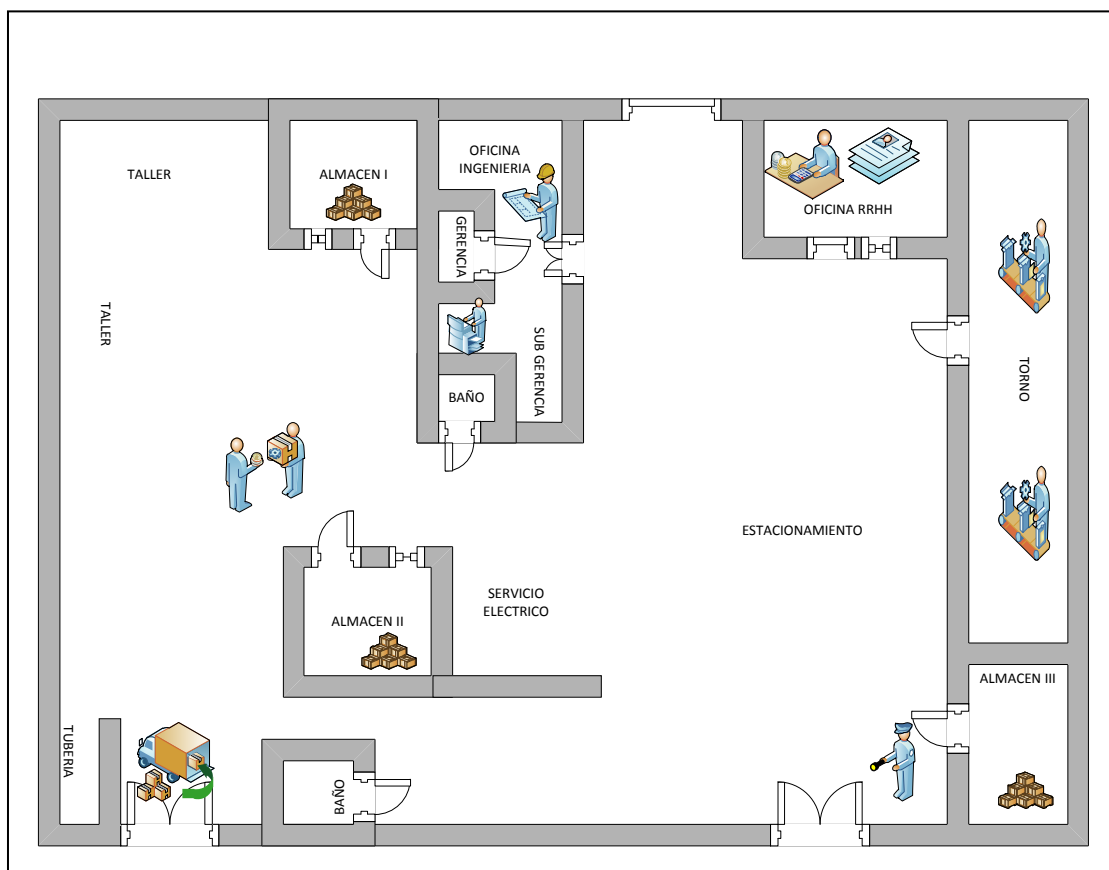 TALLER
ALMACEN I
OFICINA
INGENIERIA
OFICINA RRHH
GERENCIA
TALLER
SUB GERENCIA
TORNO
BAÑO
ESTACIONAMIENTO
SERVICIO
ELECTRICO
ALMACEN II
ALMACEN III
TUBERIA
BAÑO